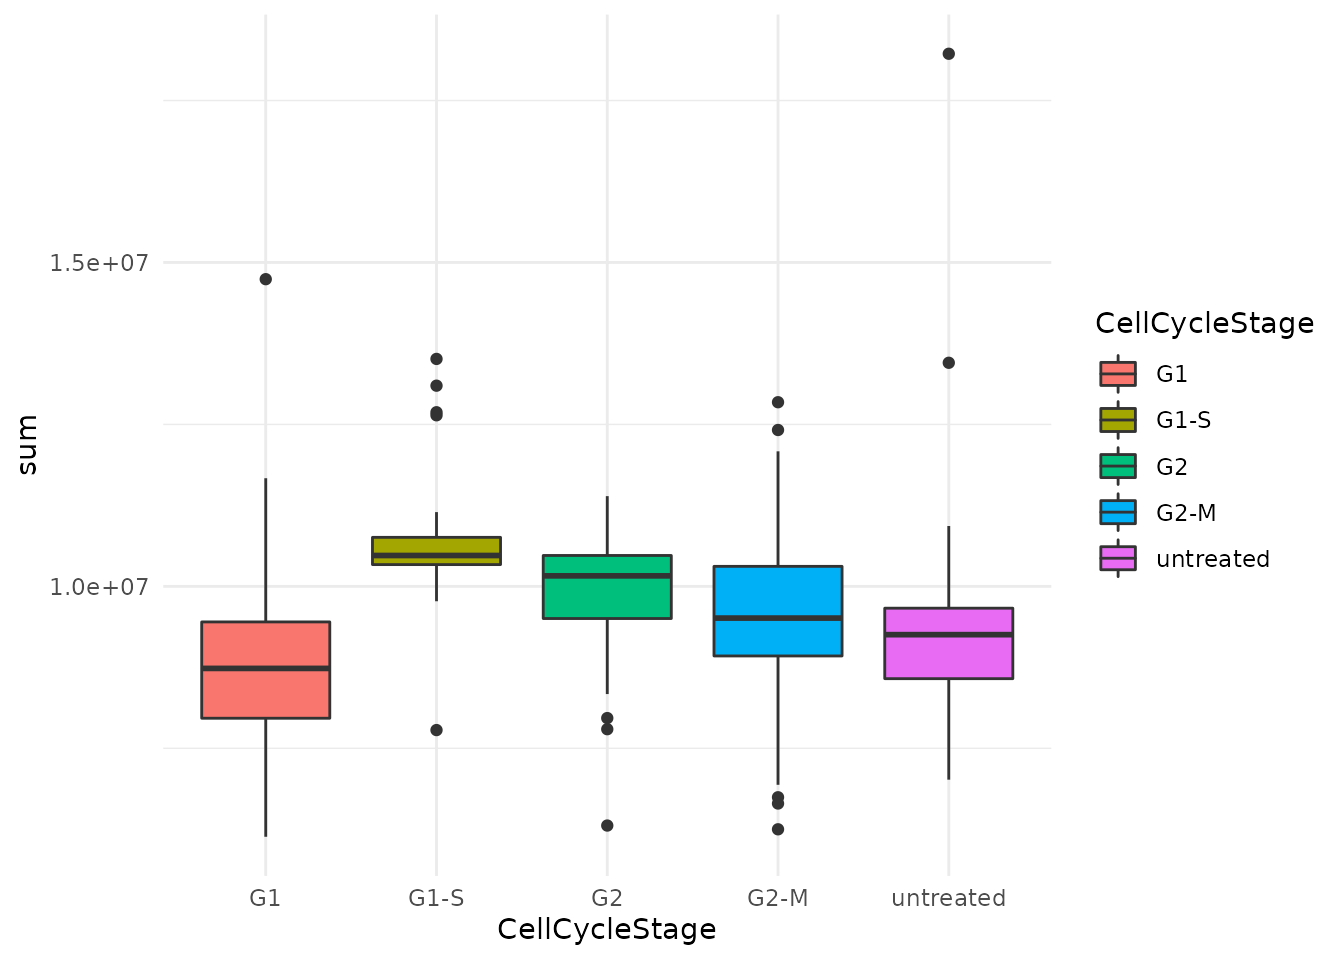 sum
1.5e+07
1.0e+07
G1
G1-S
G2
G2-M
untreated
CellCycleStage
CellCycleStage
G1
G1-S
G2
G2-M
untreated